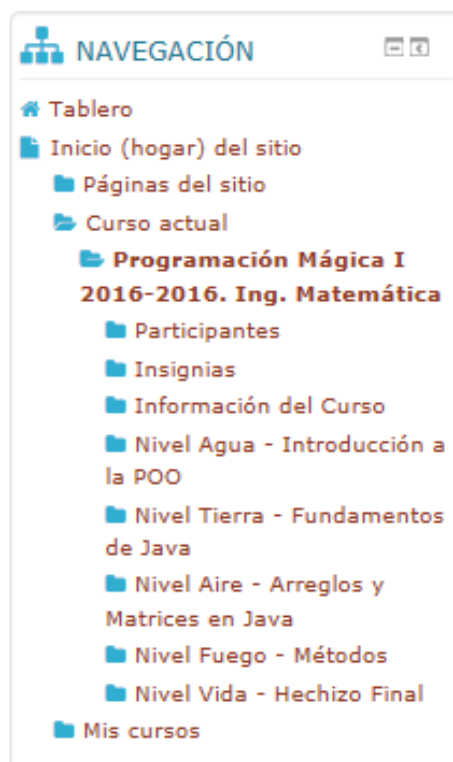 NAVEGACIÓN
Tablero
Inicio (hogar) del sitio
Páginas del sitio
Curso actual
Programación Mágica I
2016-2016. Ing. Matemática
Participantes
Insignias
Información del Curso
Nivel Agua - Introducción a
la POO
Nivel Tierra - Fundamentos
de Java
Nivel Aire - Arreglos y
Matrices en Java
Nivel Fuego - Métodos
Nivel Vida - Hechizo Final
Mis cursos